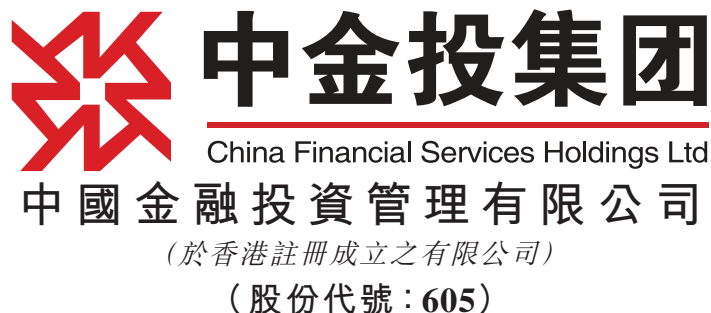 中金投集团
China Financial Services Holdings Ltd
中國金融投資管理有限公司
(於香港註冊成立之有限公司)
(股份代號:605)